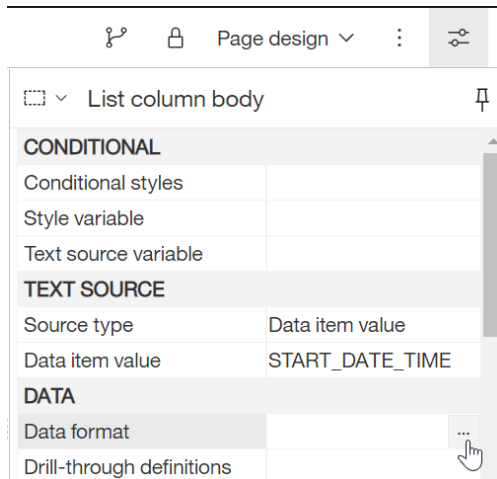 Page design
List column body
CONDITIONAL
Conditional styles
Style variable
Text source variable
TEXT SOURCE
Source type Data item value
Data item value START_DATE_TIME
DATA
Data format ...
Drill-through definitions